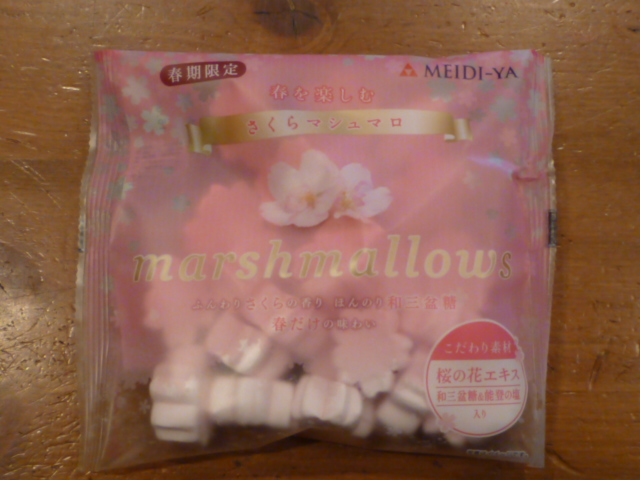 春期限定
MEIDI-YA
春を楽しむ
さくらマシュマロ
marshmallows
ふんわりさくらの香り ほんのり和三盆糖
春だけの味わい
こだわり素材
桜の花エキス
和三盆糖&能登の塩
入り